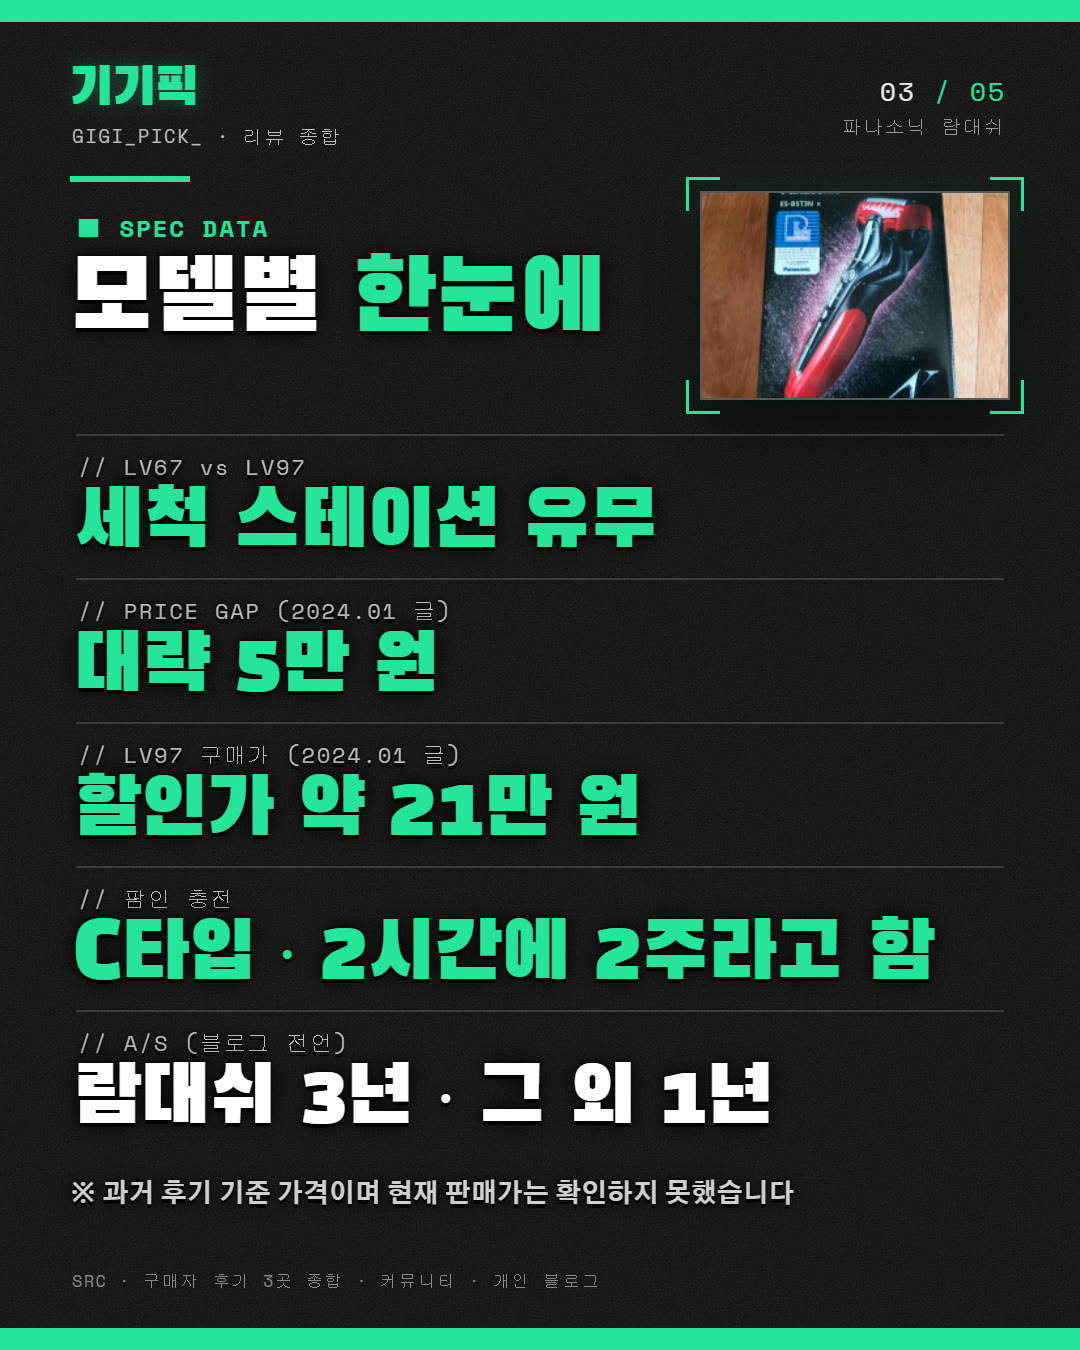 기기픽
GIGI_PICK_ · 리뷰 종합
03 / 05
파나소닉 람대쉬
■ SPEC DATA
모델별 한눈에
ES-BST3N
Panasonic
// LV67 vs LV97
세척 스테이션 유무
// PRICE GAP (2024.01 글)
대략 5만 원
// LV97 구매가 (2024.01 글)
할인가 약 21만 원
// 팜인 충전
C타입 · 2시간에 2주라고 함
// A/S (블로그 전언)
람대쉬 3년 · 그 외 1년
※ 과거 후기 기준 가격이며 현재 판매가는 확인하지 못했습니다
SRC · 구매자 후기 3곳 종합 · 커뮤니티 · 개인 블로그